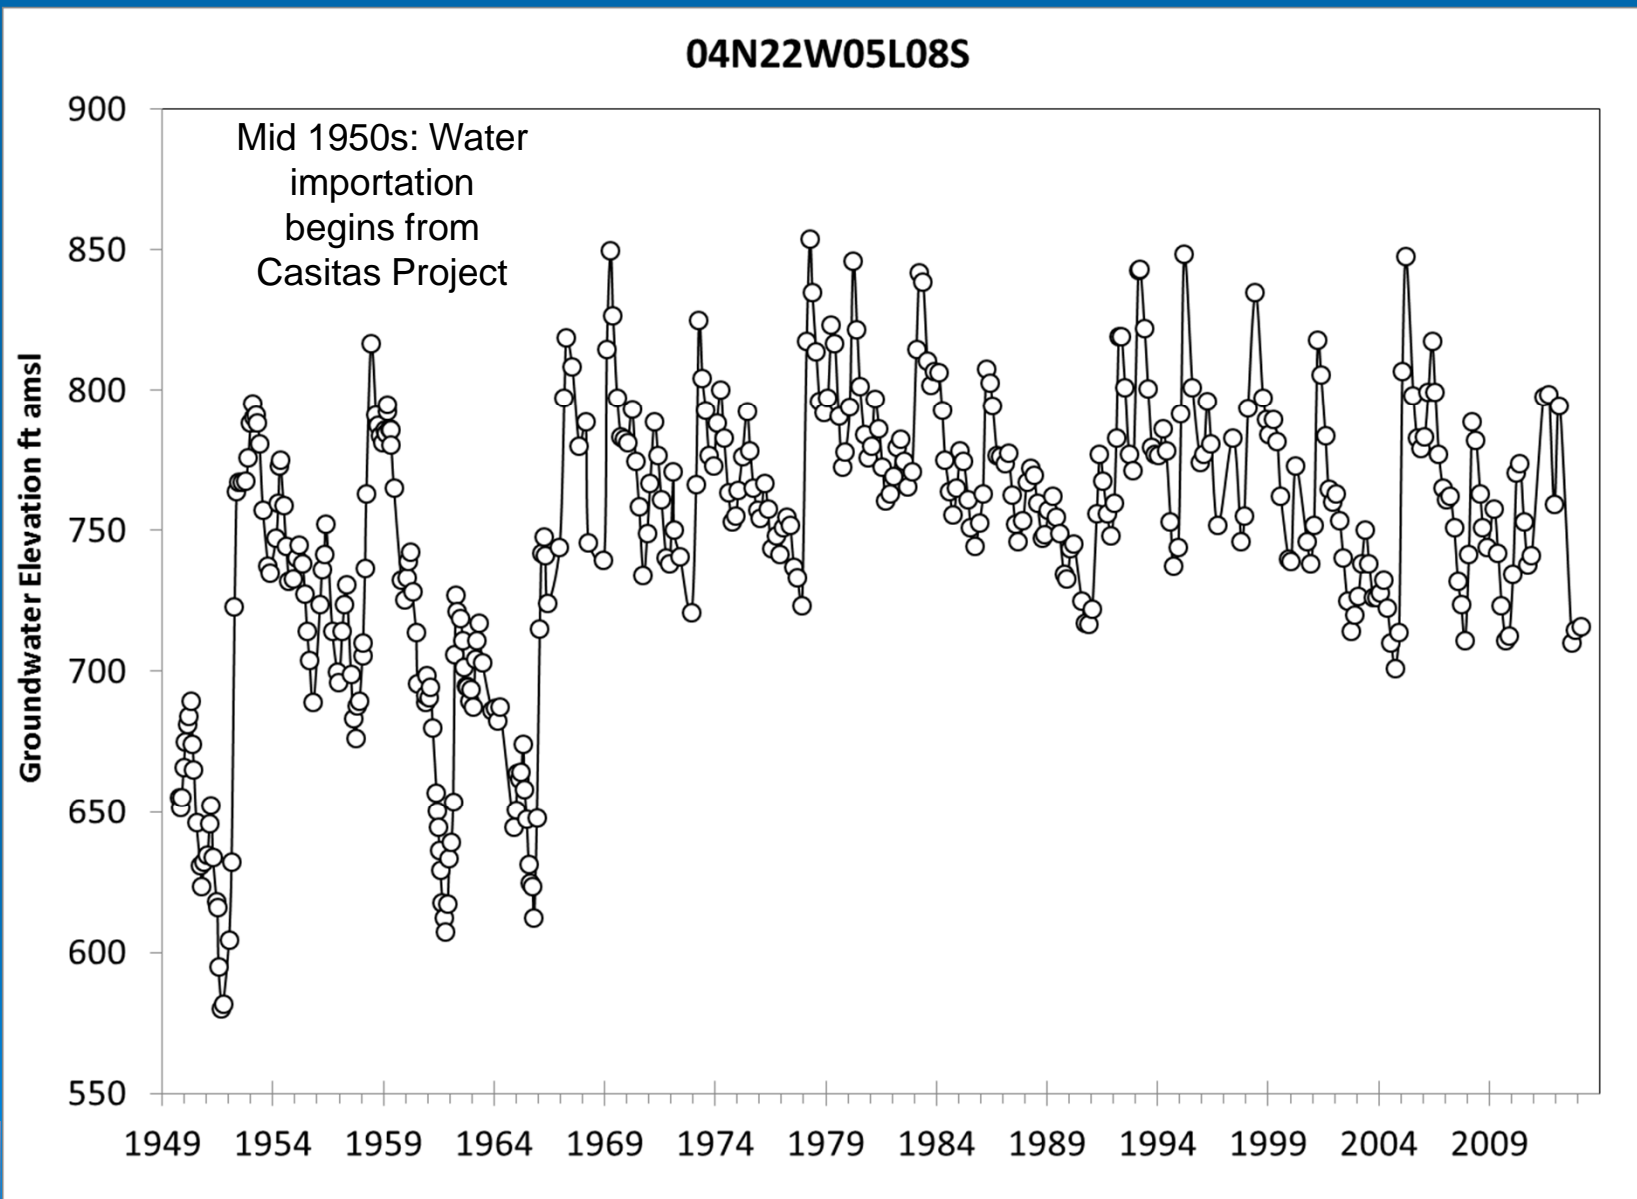 04N22W05L08S
Mid 1950s: Water
importation
begins from
Casitas Project
Groundwater Elevation ft amsl
900
850
800
750
700
650
600
550
1949 1954 1959 1964 1969 1974 1979 1984 1989 1994 1999 2004 2009